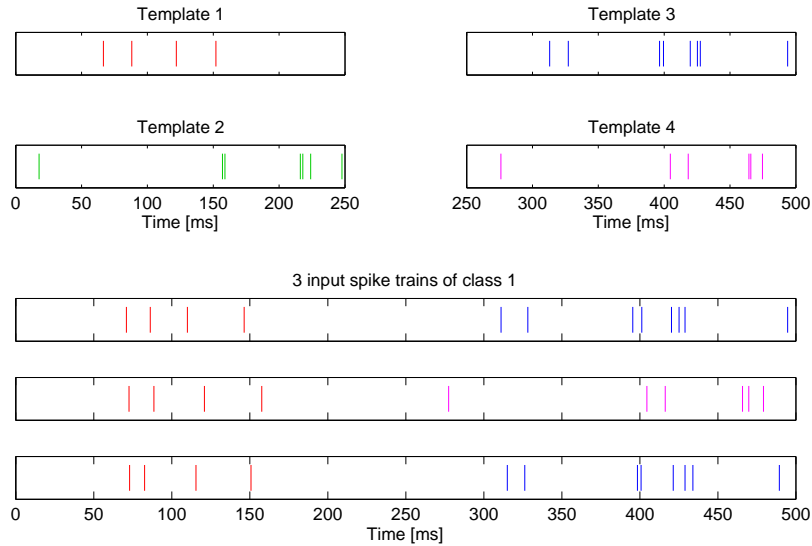 Template 1
Template 3
Template 2
Template 4
0 50 100 150 200 250
250 300 350 400 450 500
Time [ms]
Time [ms]
3 input spike trains of class 1
0 50 100 150 200 250 300 350 400 450 500
Time [ms]